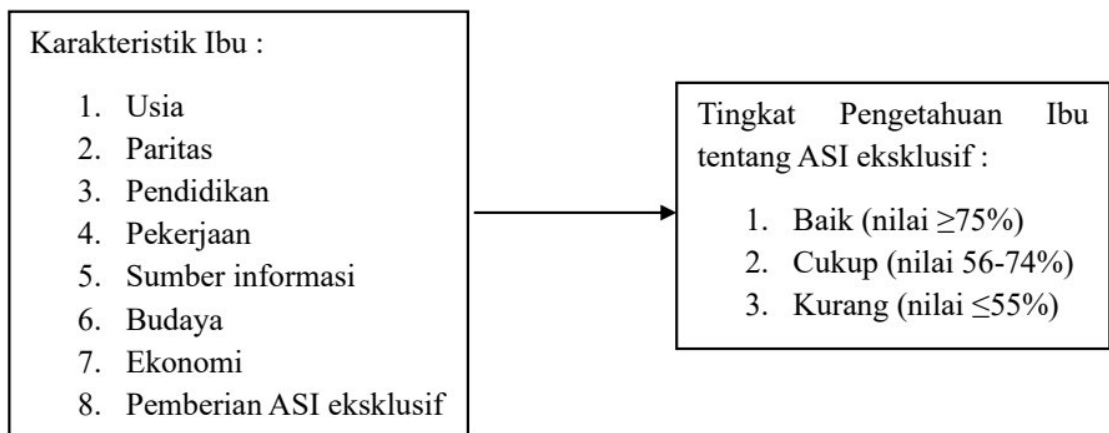 Karakteristik Ibu :
1. Usia
2. Paritas
3. Pendidikan
4. Pekerjaan
5. Sumber informasi
6. Budaya
7. Ekonomi
8. Pemberian ASI eksklusif
Tingkat Pengetahuan Ibu
tentang ASI eksklusif :
1. Baik (nilai ≥75%)
2. Cukup (nilai 56-74%)
3. Kurang (nilai ≤55%)